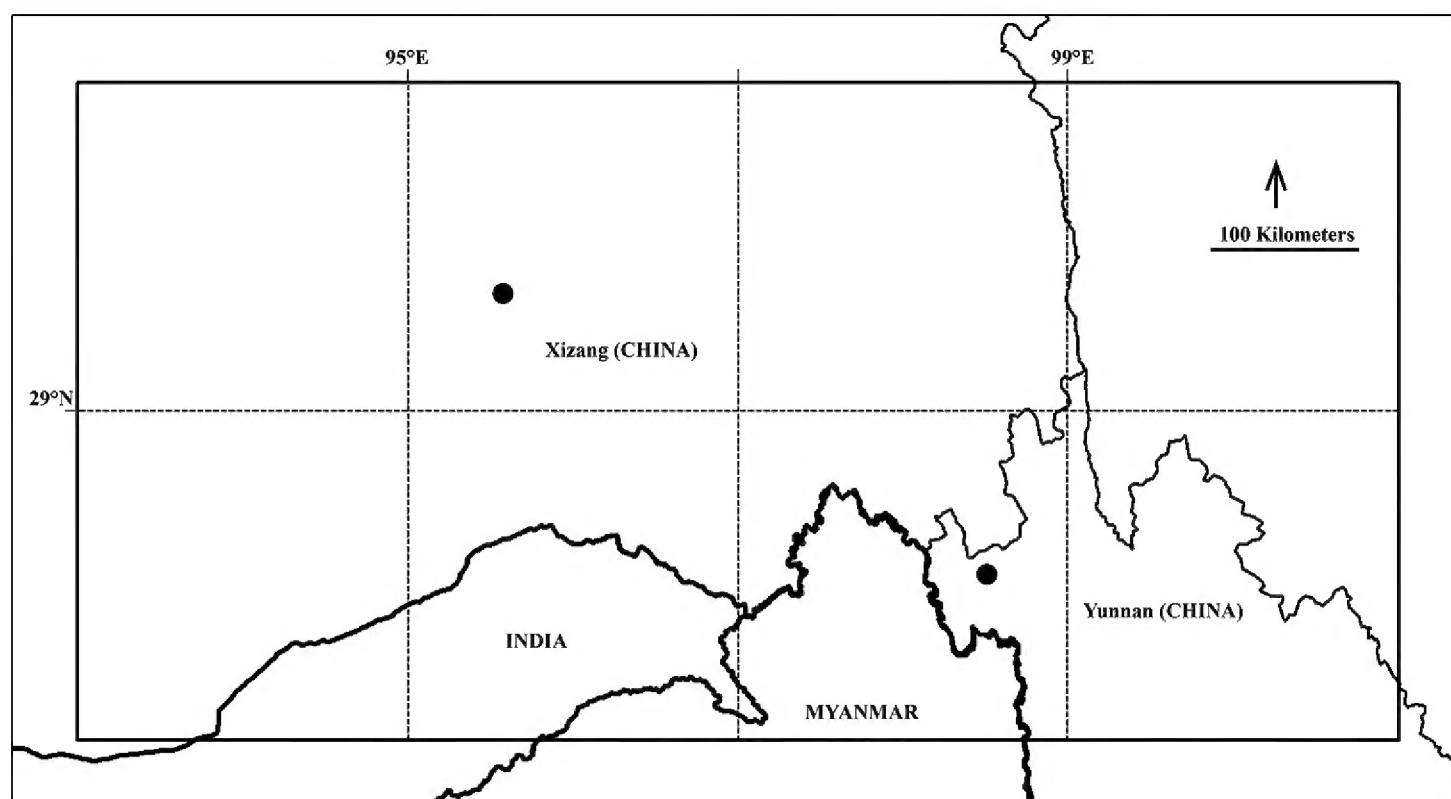 95°E
99°E
100 Kilometers
Xizang (CHINA)
29°N
Yunnan (CHINA)
INDIA
MYANMAR